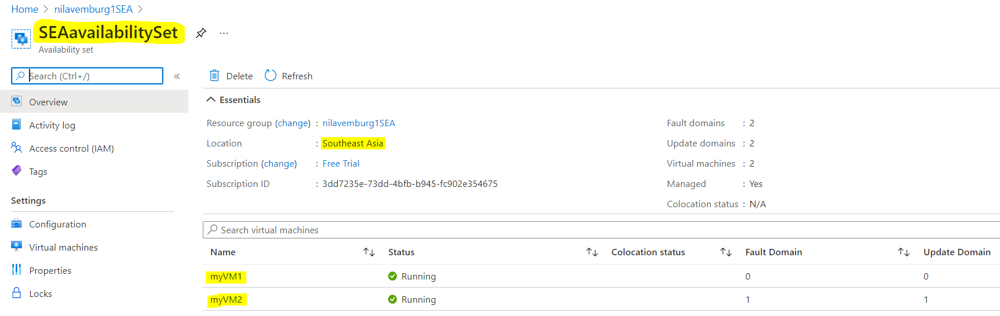 Home > nilavemburg1SEA >
SEAavailabilitySet ...
Availability set
Search (Ctrl+/) «
Overview
Activity log
Access control (IAM)
Tags
Settings
Configuration
Virtual machines
Properties
Locks
Delete Refresh
Essentials
Resource group (change) : nilavemburg1SEA
Location : Southeast Asia
Subscription (change) : Free Trial
Subscription ID : 3dd7235e-73dd-4bfb-b945-fc902e354675
Fault domains : 2
Update domains : 2
Virtual machines : 2
Managed : Yes
Colocation status : N/A
Search virtual machines
Name ↑↓ Status ↑↓ Colocation status ↑↓ Fault Domain ↑↓ Update Domain
myVM1 Running 0 0
myVM2 Running 1 1